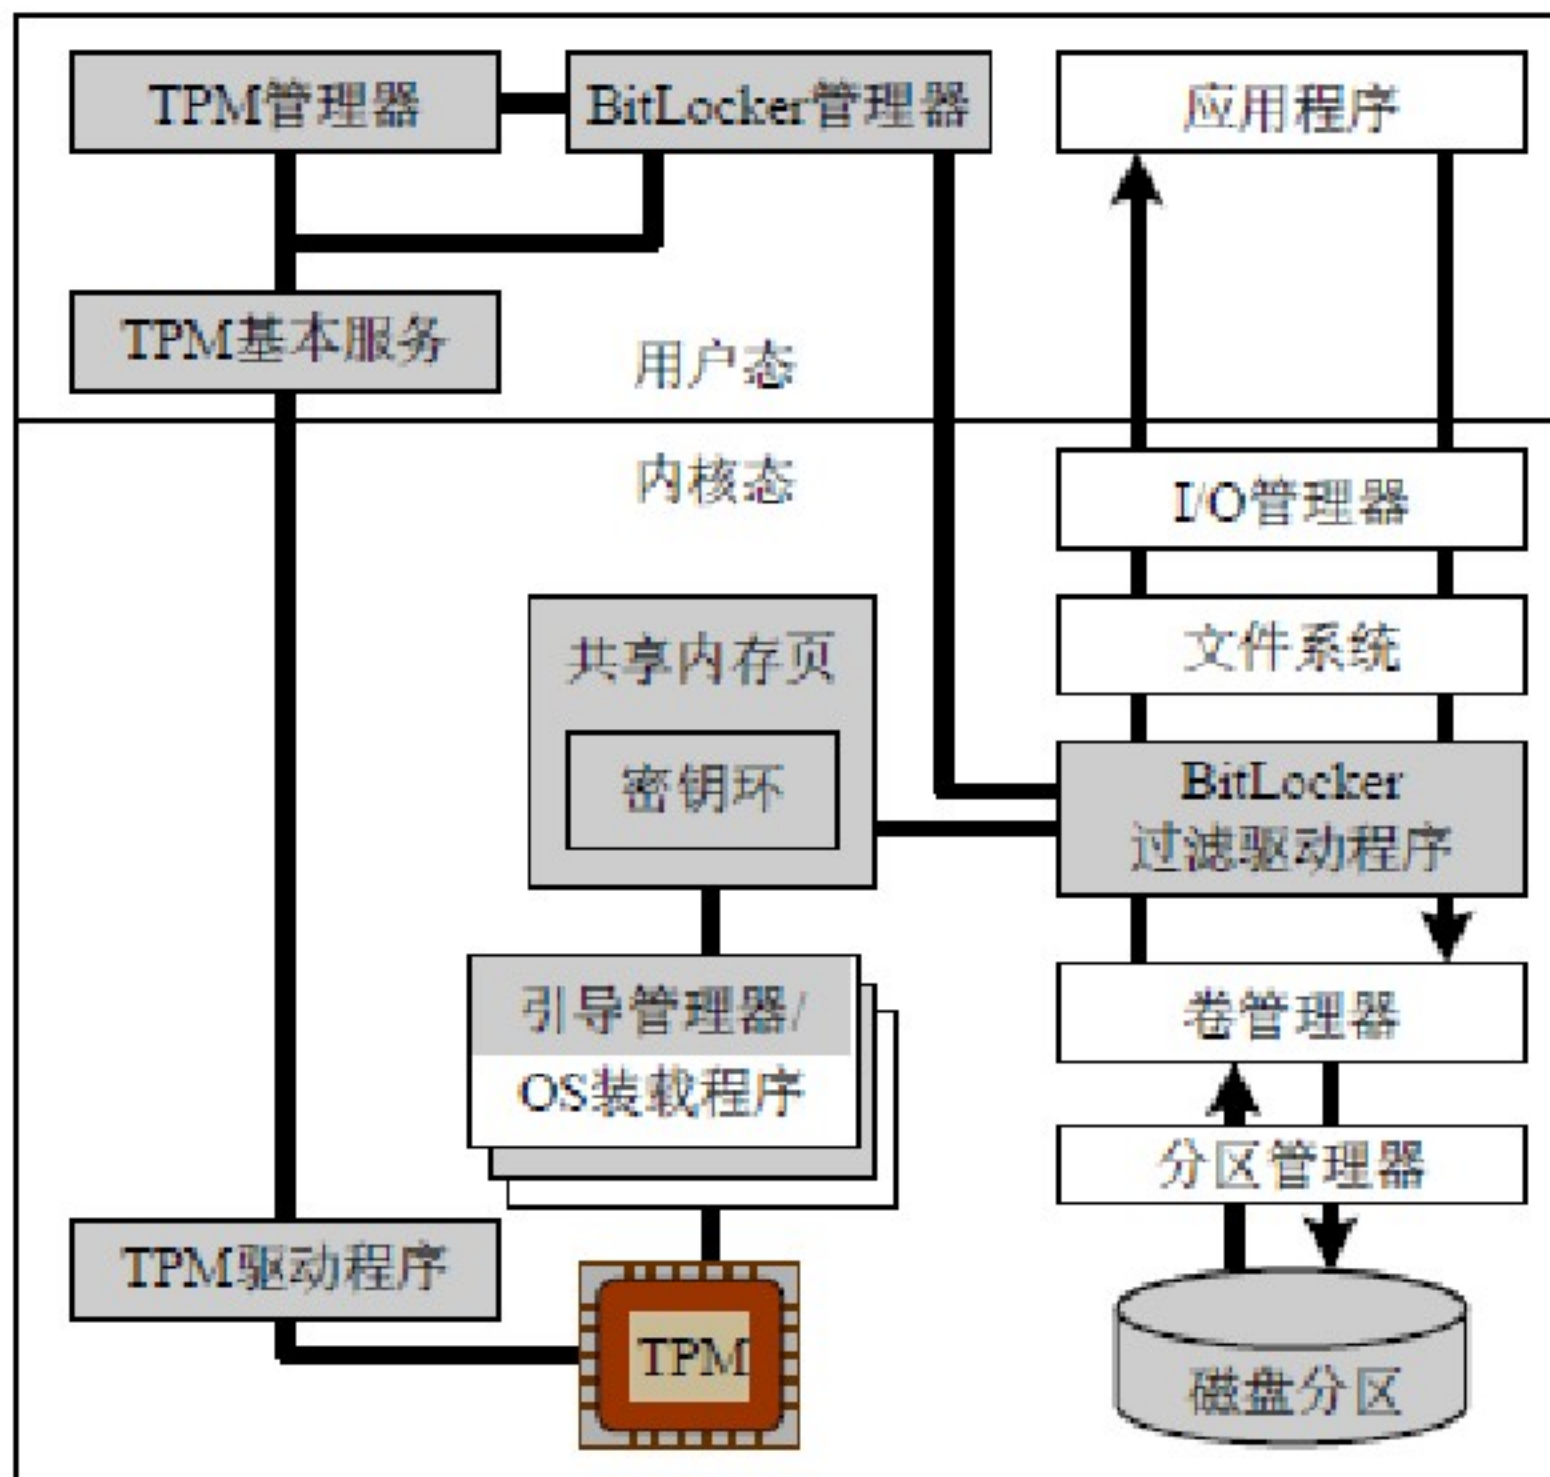 TPM管理器
BitLocker管理器
应用程序
TPM基本服务
用户态
内核态
I/O管理器
共享内存页
文件系统
密钥环
BitLocker
过滤驱动程序
引导管理器/
OS装载程序
卷管理器
分区管理器
TPM驱动程序
TPM
磁盘分区